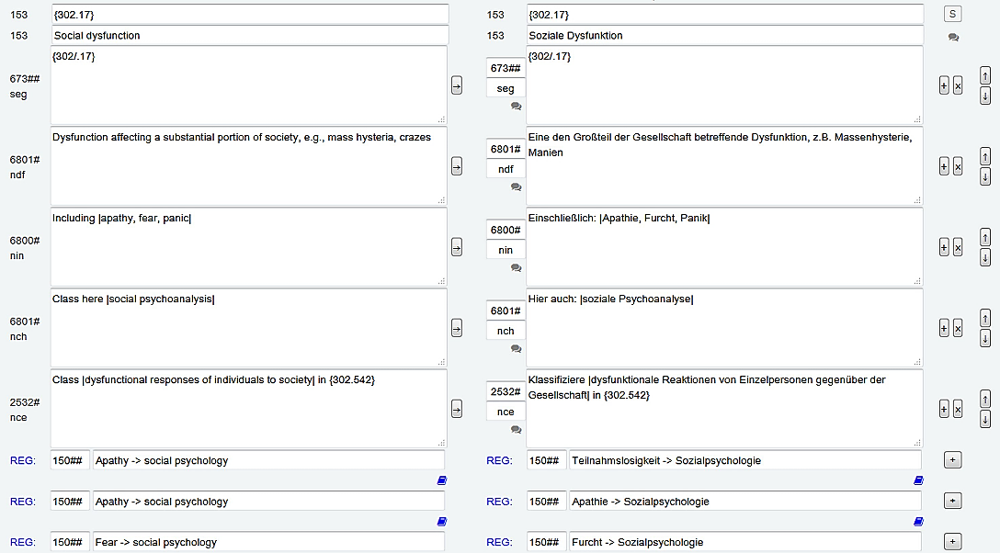 153 {302.17} 153 {302.17} S
153 Social dysfunction 153 Soziale Dysfunktion
673## seg {302/.17} → 673## seg {302/.17} + x ↑ ↓
6801# ndf Dysfunction affecting a substantial portion of society, e.g., mass hysteria, crazes → 6801# ndf Eine den Großteil der Gesellschaft betreffende Dysfunktion, z.B. Massenhysterie,
Manien + x ↑ ↓
6800# nin Including |apathy, fear, panic| → 6800# nin Einschließlich: |Apathie, Furcht, Panik| + x ↑ ↓
6801# nch Class here |social psychoanalysis| → 6801# nch Hier auch: |soziale Psychoanalyse| + x ↑ ↓
2532# nce Class |dysfunctional responses of individuals to society| in {302.542} → 2532# nce Klassifiziere |dysfunktionale Reaktionen von Einzelpersonen gegenüber der
Gesellschaft| in {302.542} + x ↑ ↓
REG: 150## Apathy -> social psychology REG: 150## Teilnahmslosigkeit -> Sozialpsychologie +
REG: 150## Apathy -> social psychology REG: 150## Apathie -> Sozialpsychologie +
REG: 150## Fear -> social psychology REG: 150## Furcht -> Sozialpsychologie +